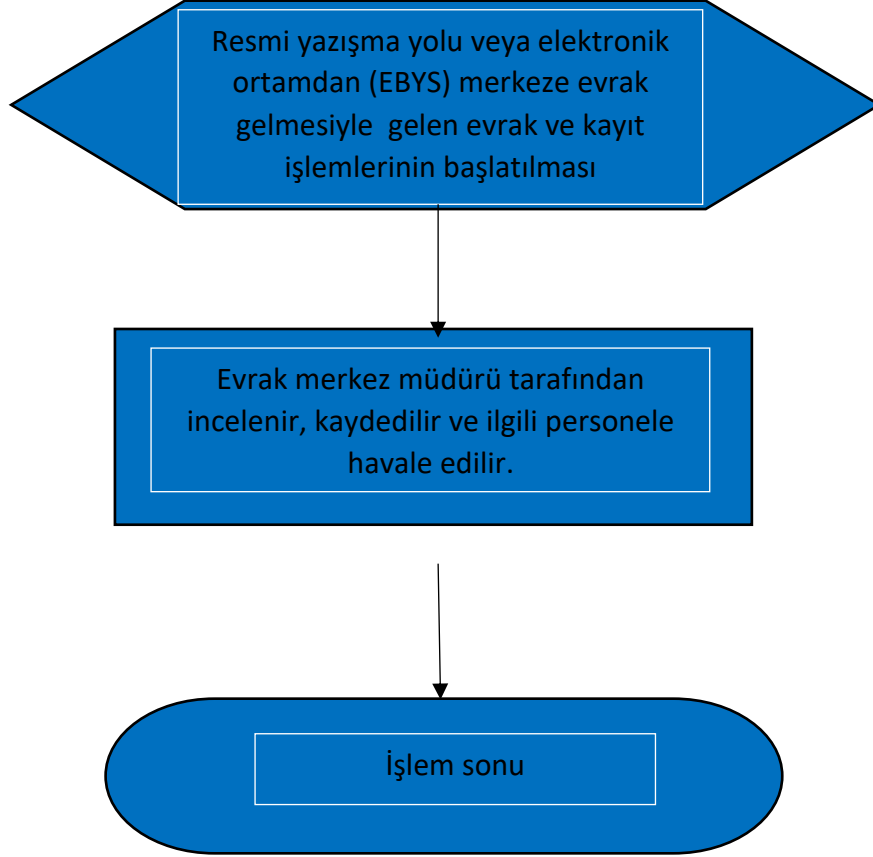 Resmi yazışma yolu veya elektronik
ortamdan (EBYS) merkeze evrak
gelmesiyle  gelen evrak ve kayıt
işlemlerinin başlatılması
Evrak merkez müdürü tarafından
incelenir, kaydedilir ve ilgili personele
havale edilir.
İşlem sonu